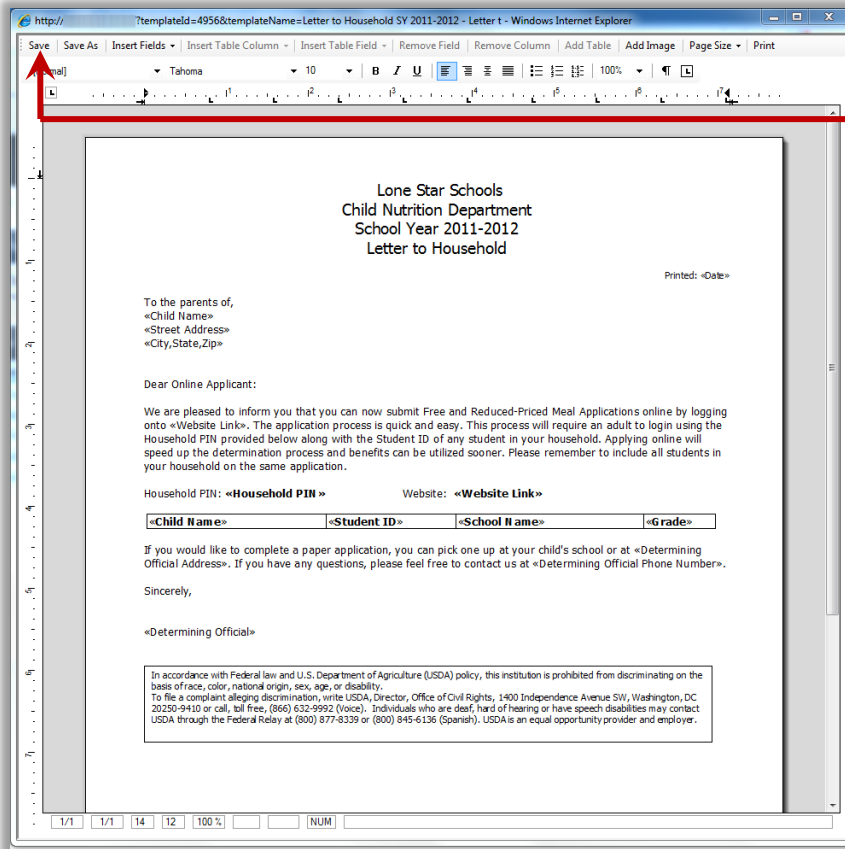 http:// ?templateId=4956&templateName=Letter to Household SY 2011-2012 - Letter t - Windows Internet Explorer
Save Save As Insert Fields Insert Table Column Insert Table Field Remove Field Remove Column Add Table Add Image Page Size Print
Tahoma 10 B I U 100% ¶ L
L 1 2 3 4 5 6 7
Lone Star Schools
Child Nutrition Department
School Year 2011-2012
Letter to Household
Printed: «Date»
To the parents of,
«Child Name»
«Street Address»
«City,State,Zip»
Dear Online Applicant:
We are pleased to inform you that you can now submit Free and Reduced-Priced Meal Applications online by logging
onto «Website Link». The application process is quick and easy. This process will require an adult to login using the
Household PIN provided below along with the Student ID of any student in your household. Applying online will
speed up the determination process and benefits can be utilized sooner. Please remember to include all students in
your household on the same application.
Household PIN: «Household PIN» Website: «Website Link»
«Child Name» «Student ID» «School Name» «Grade»
If you would like to complete a paper application, you can pick one up at your child's school or at «Determining
Official Address». If you have any questions, please feel free to contact us at «Determining Official Phone Number».
Sincerely,
«Determining Official»
In accordance with Federal law and U.S. Department of Agriculture (USDA) policy, this institution is prohibited from discriminating on the
basis of race, color, national origin, sex, age, or disability.
To file a complaint alleging discrimination, write USDA, Director, Office of Civil Rights, 1400 Independence Avenue SW, Washington, DC
20250-9410 or call, toll free, (866) 632-9992 (Voice). Individuals who are deaf, hard of hearing or have speech disabilities may contact
USDA through the Federal Relay at (800) 877-8339 or (800) 845-6136 (Spanish). USDA is an equal opportunity provider and employer.
1/1 1/1 14 12 100 % NUM